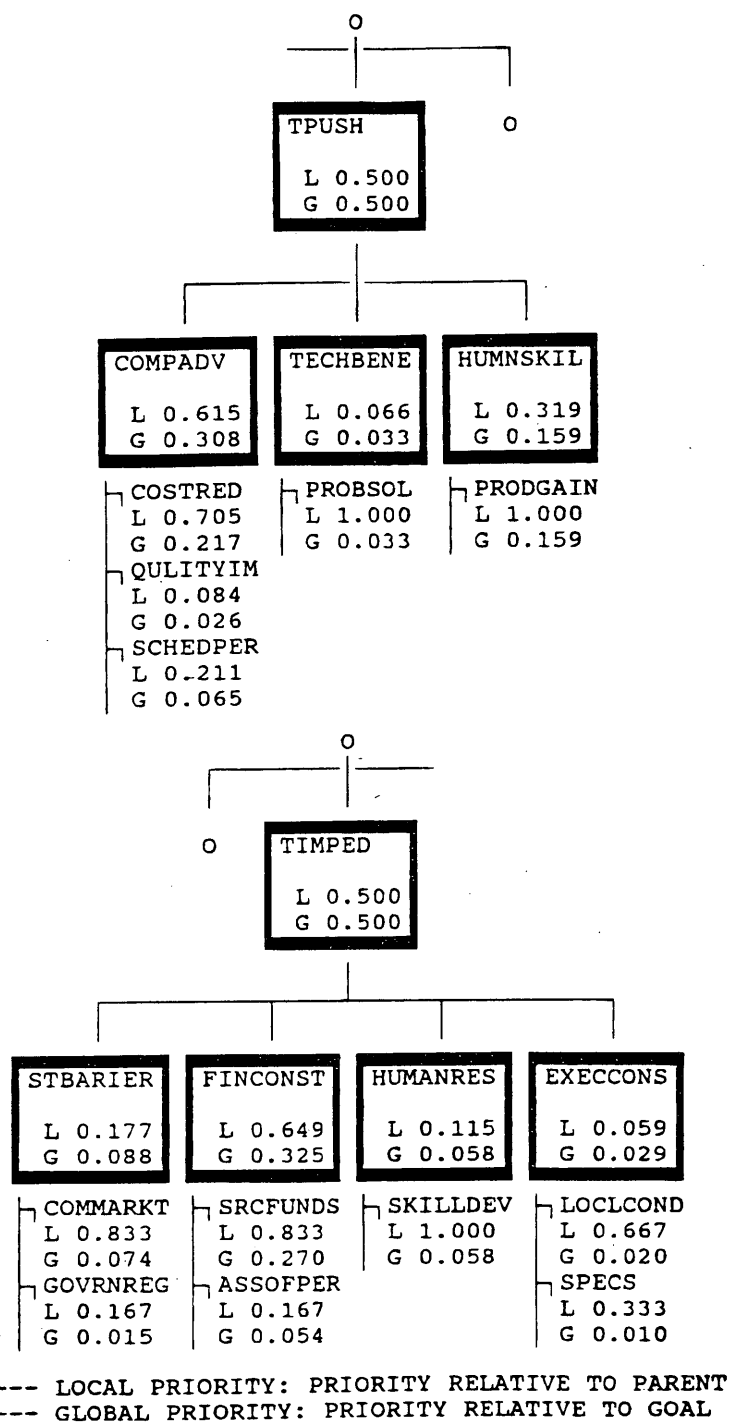 O
TPUSH
O
L 0.500
G 0.500
COMPADV TECHBENE HUMNSKIL
L 0.615 L 0.066 L 0.319
G 0.308 G 0.033 G 0.159
COSTRED PROBSOL PRODGAIN
L 0.705 L 1.000 L 1.000
G 0.217 G 0.033 G 0.159
QULITYIM
L 0.084
G 0.026
SCHEDPER
L 0.211
G 0.065
O
O TIMPED
L 0.500
G 0.500
STBARIER FINCONST HUMANRES EXECCONS
L 0.177 L 0.649 L 0.115 L 0.059
G 0.088 G 0.325 G 0.058 G 0.029
COMMARKT SRCFUNDS SKILLDEV LOCLCOND
L 0.833 L 0.833 L 1.000 L 0.667
G 0.074 G 0.270 G 0.058 G 0.020
GOVRNREG ASSOFPER SPECS
L 0.167 L 0.167 L 0.333
G 0.015 G 0.054 G 0.010
--- LOCAL PRIORITY: PRIORITY RELATIVE TO PARENT
--- GLOBAL PRIORITY: PRIORITY RELATIVE TO GOAL